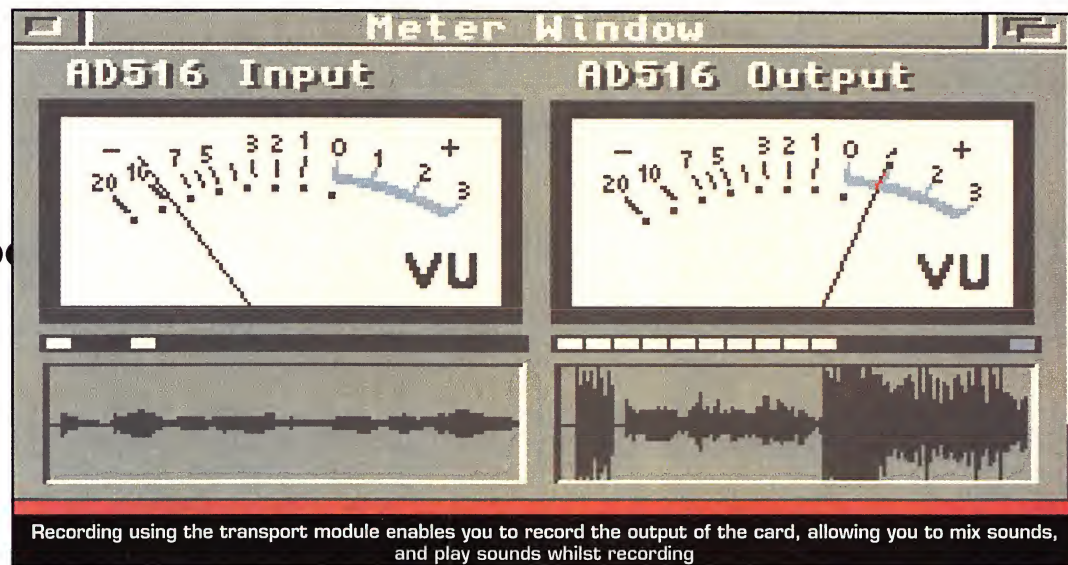 Meter Window
AD516 Input
AD516 Output
- 20 10 7 5 3 2 1 0 1 2 3 +
VU
- 20 10 7 5 3 2 1 0 2 3 +
VU
Recording using the transport module enables you to record the output of the card, allowing you to mix sounds,
and play sounds whilst recording